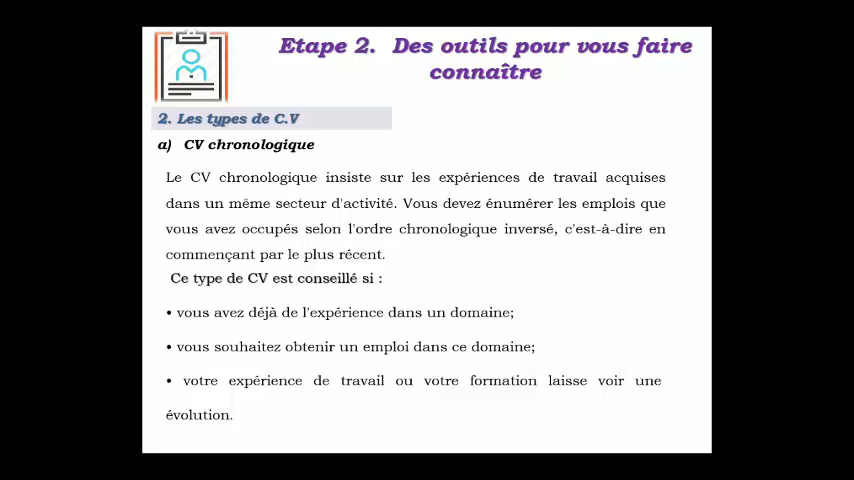 Etape 2. Des outils pour vous faire
connaître
2. Les types de C.V
a) CV chronologique
Le CV chronologique insiste sur les expériences de travail acquises
dans un même secteur d'activité. Vous devez énumérer les emplois que
vous avez occupés selon l'ordre chronologique inversé, c'est-à-dire en
commençant par le plus récent.
Ce type de CV est conseillé si :
• vous avez déjà de l'expérience dans un domaine;
• vous souhaitez obtenir un emploi dans ce domaine;
• votre expérience de travail ou votre formation laisse voir une
évolution.